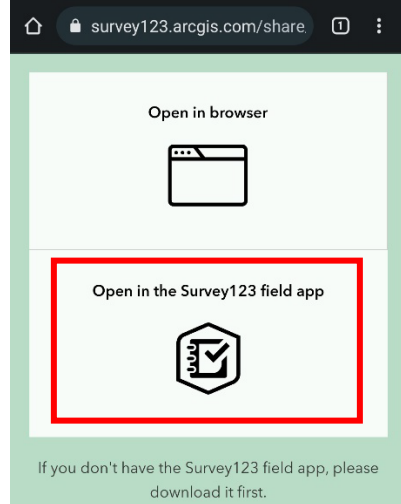 survey123.arcgis.com/share
1
Open in browser
Open in the Survey123 field app
If you don't have the Survey123 field app, please
download it first.